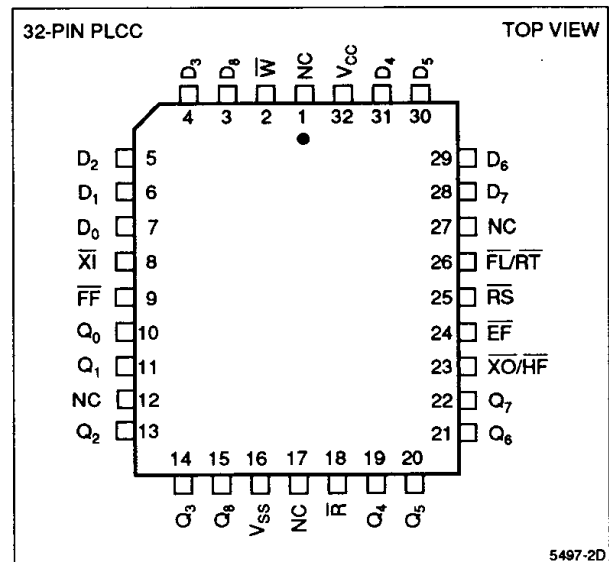 32-PIN PLCC TOP VIEW
D₃ D₈ W̅ NC V_CC D₄ D₅
4 3 2 1 32 31 30
D₂ 5 29 D₆
D₁ 6 28 D₇
D₀ 7 27 NC
X̅I̅ 8 26 F̅L̅/R̅T̅
F̅F̅ 9 25 R̅S̅
Q₀ 10 24 E̅F̅
Q₁ 11 23 X̅O̅/H̅F̅
NC 12 22 Q₇
Q₂ 13 21 Q₆
14 15 16 17 18 19 20
Q₃ Q₈ V_SS NC R̅ Q₄ Q₅
5497-2D